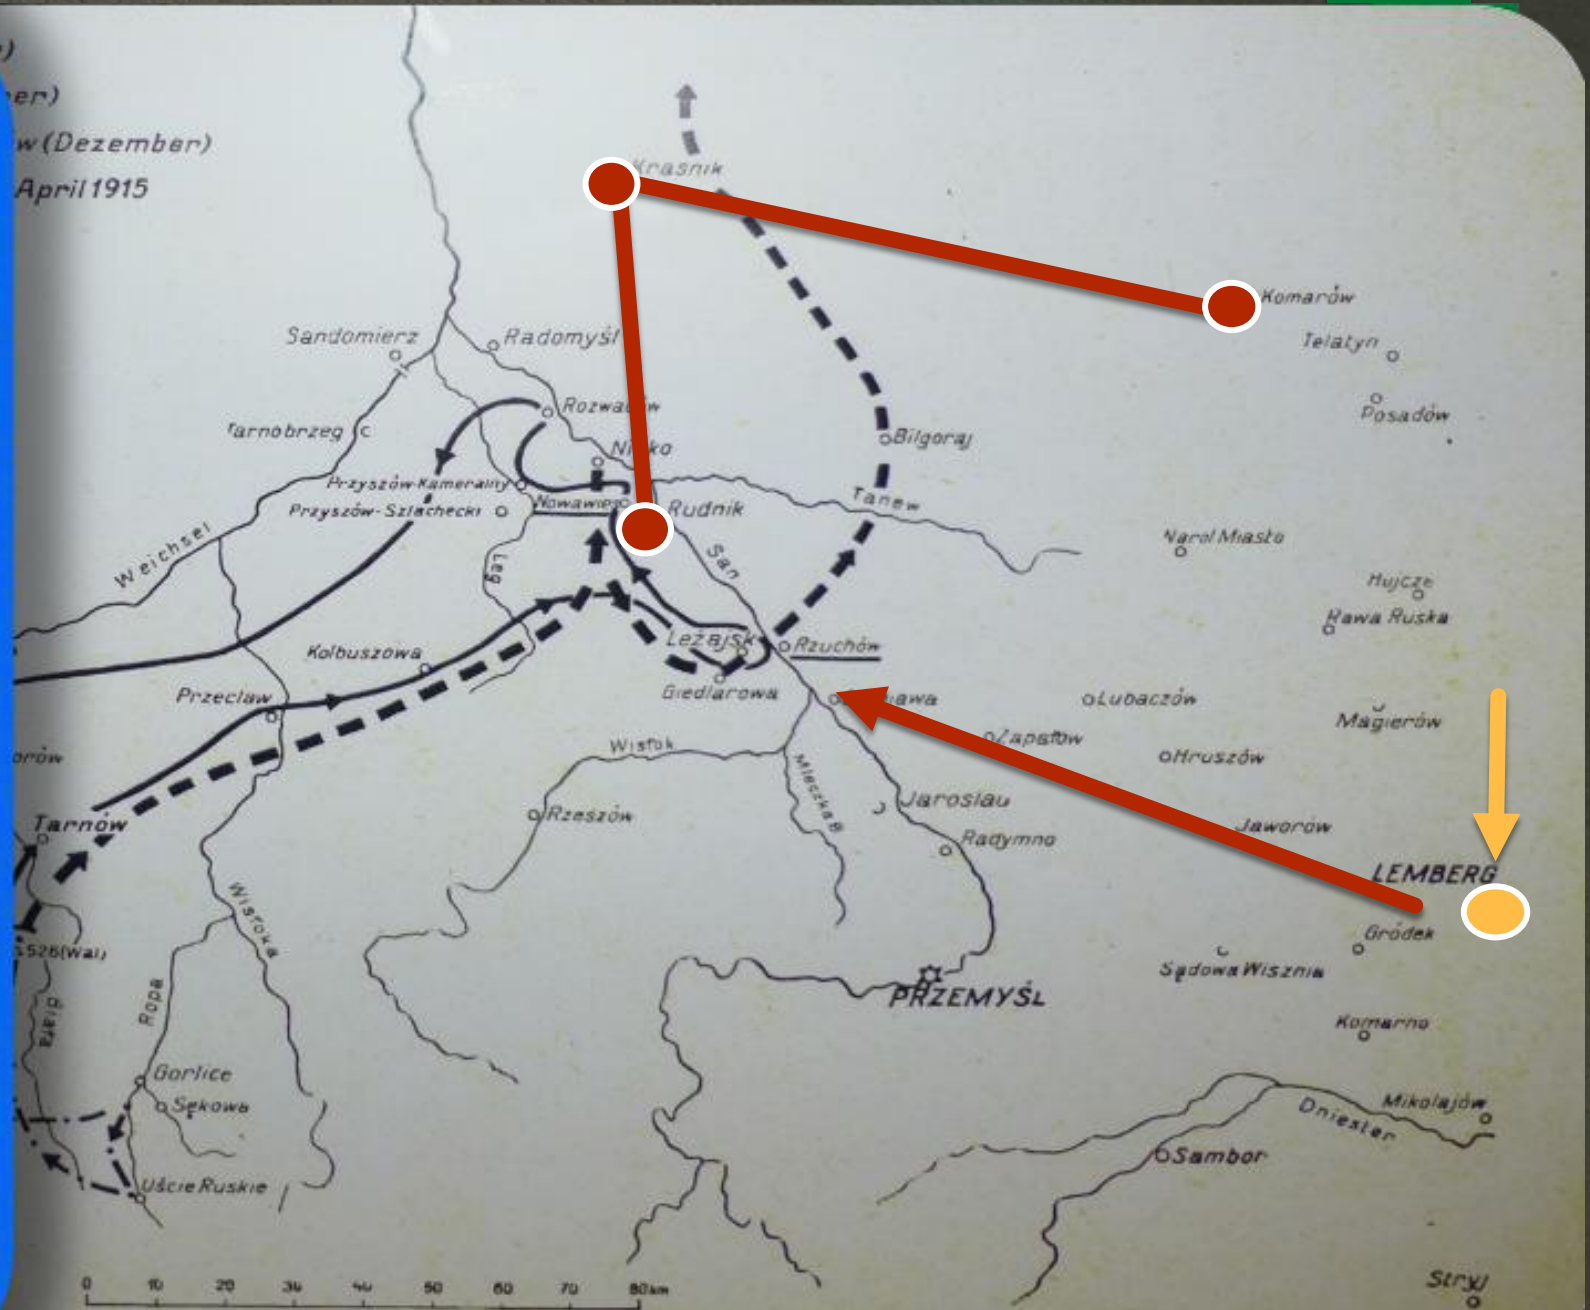 w (Dezember)
April 1915
Krasnik
Komarów
Telatyn
Posadów
Sandomierz
Radomyśl
Rozwadów
Tarnobrzeg
Nisko
Bilgoraj
Przyszów-Kameralny
Przyszów-Szlachecki
Nowawieś
Rudnik
Tanew
Weichsel
Łeg
San
Narol Miasto
Hujcze
Rawa Ruska
Kolbuszowa
Leżajsk
Rzuchów
Przeclaw
Giedlarowa
Lubaczów
Magierów
Wisłok
Zapałów
Hruszów
Mleczka B
Rzeszów
Jaroslau
Radymno
Jaworów
Tarnów
LEMBERG
Gródek
Wisłoka
Sądowa Wisznia
PRZEMYŚL
Ropa
Biała
Komarno
Gorlice
Sękowa
Mikolajów
Dniester
Sambor
Uście Ruskie
Stryj
0 10 20 30 40 50 60 70 80 km